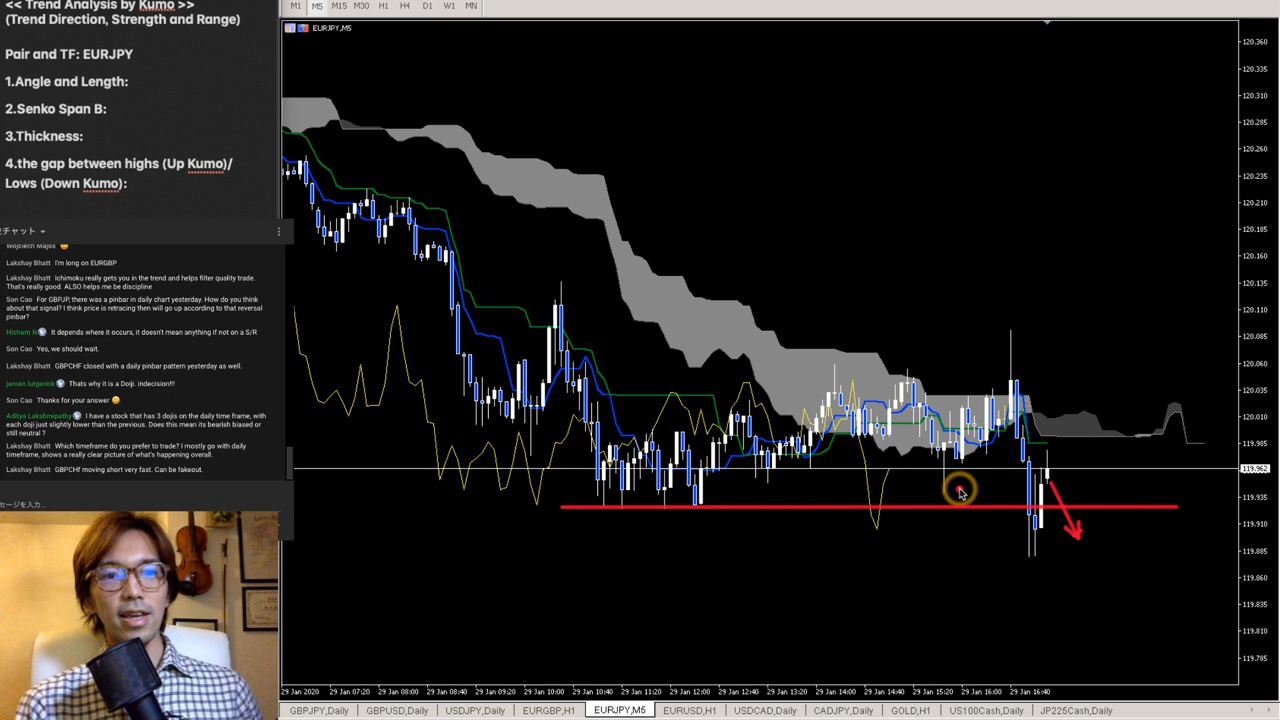 << Trend Analysis by Kumo >>
(Trend Direction, Strength and Range)
Pair and TF: EURJPY
1.Angle and Length:
2.Senko Span B:
3.Thickness:
4.the gap between highs (Up Kumo)/
Lows (Down Kumo):
チャット
Wojciech Majos
Lakshay Bhatt I'm long on EURGBP
Lakshay Bhatt Ichimoku really gets you in the trend and helps filter quality trade.
That's really good. ALSO helps me be discipline
Son Cao For GBPJP, there was a pinbar in daily chart yesterday. How do you think
about that signal? I think price is retracing then will go up according to that reversal
pinbar?
Hicham N It depends where it occurs, it doesn't mean anything if not on a S/R
Son Cao Yes, we should wait.
Lakshay Bhatt GBPCHF closed with a daily pinbar pattern yesterday as well.
jeroen lutgerink Thats why it is a Doiji. indecision!!!
Son Cao Thanks for your answer 😀
Aditya Lakshmipathy I have a stock that has 3 dojis on the daily time frame, with
each doji just slightly lower than the previous. Does this mean its bearish biased or
still neutral ?
Lakshay Bhatt Which timeframe do you prefer to trade? I mostly go with daily
timeframe, shows a really clear picture of what's happening overall.
Lakshay Bhatt GBPCHF moving short very fast. Can be fakeout.
セージを入力...
M1 M5 M15 M30 H1 H4 D1 W1 MN
EURJPY,M5
120.360
120.335
120.310
120.285
120.260
120.235
120.210
120.185
120.160
120.135
120.110
120.085
120.060
120.035
120.010
119.985
119.962
119.935
119.910
119.885
119.860
119.835
119.810
119.785
29 Jan 2020 29 Jan 07:20 29 Jan 08:00 29 Jan 08:40 29 Jan 09:20 29 Jan 10:00 29 Jan 10:40 29 Jan 11:20 29 Jan 12:00 29 Jan 12:40 29 Jan 13:20 29 Jan 14:00 29 Jan 14:40 29 Jan 15:20 29 Jan 16:00 29 Jan 16:40
GBPJPY,Daily GBPUSD,Daily USDJPY,Daily EURGBP,H1 EURJPY,M5 EURUSD,H1 USDCAD,Daily CADJPY,Daily GOLD,H1 US100Cash,Daily JP225Cash,Daily